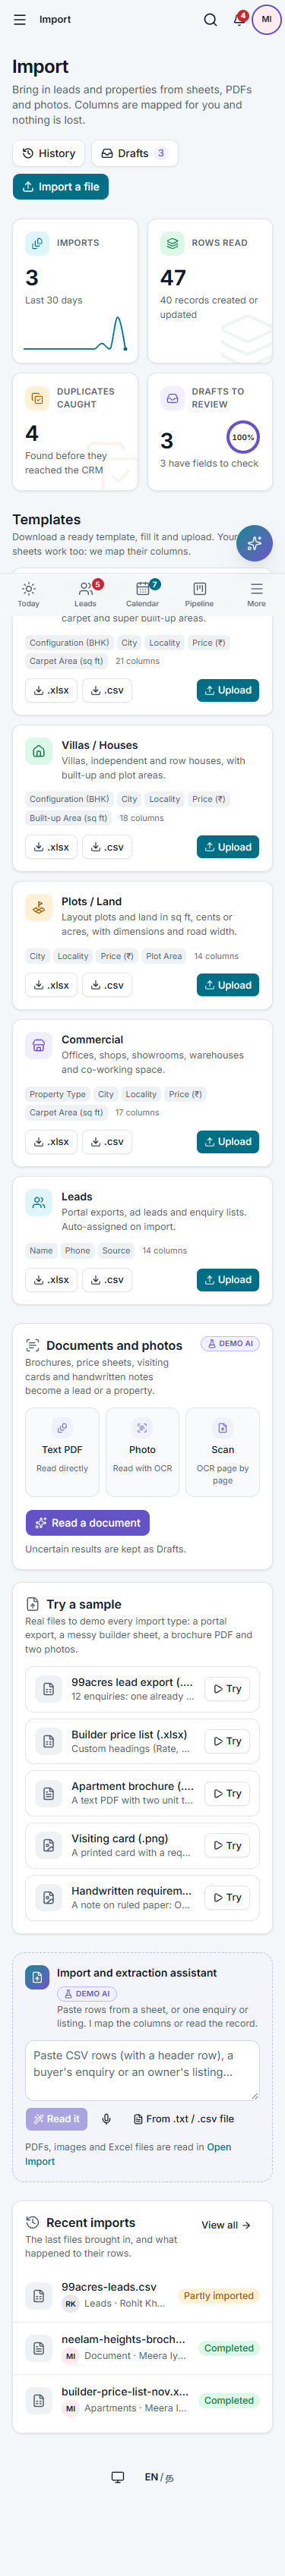 Import
4
MI
Import
Bring in leads and properties from sheets, PDFs
and photos. Columns are mapped for you and
nothing is lost.
History
Drafts 3
Import a file
IMPORTS
3
Last 30 days
ROWS READ
47
40 records created or
updated
DUPLICATES
CAUGHT
4
Found before they
reached the CRM
DRAFTS TO
REVIEW
3
100%
3 have fields to check
Templates
Download a ready template, fill it and upload. Your
sheets work too: we map their columns.
Today
Leads 5
Calendar 7
Pipeline
More
carpet and super built-up areas.
Configuration (BHK) City Locality Price (₹)
Carpet Area (sq ft) 21 columns
.xlsx .csv Upload
Villas / Houses
Villas, independent and row houses, with
built-up and plot areas.
Configuration (BHK) City Locality Price (₹)
Built-up Area (sq ft) 18 columns
.xlsx .csv Upload
Plots / Land
Layout plots and land in sq ft, cents or
acres, with dimensions and road width.
City Locality Price (₹) Plot Area 14 columns
.xlsx .csv Upload
Commercial
Offices, shops, showrooms, warehouses
and co-working space.
Property Type City Locality Price (₹)
Carpet Area (sq ft) 17 columns
.xlsx .csv Upload
Leads
Portal exports, ad leads and enquiry lists.
Auto-assigned on import.
Name Phone Source 14 columns
.xlsx .csv Upload
Documents and photos
DEMO AI
Brochures, price sheets, visiting
cards and handwritten notes
become a lead or a property.
Text PDF
Read directly
Photo
Read with OCR
Scan
OCR page by
page
Read a document
Uncertain results are kept as Drafts.
Try a sample
Real files to demo every import type: a portal
export, a messy builder sheet, a brochure PDF and
two photos.
99acres lead export (....
12 enquiries: one already ...
Try
Builder price list (.xlsx)
Custom headings (Rate, ...
Try
Apartment brochure (....
A text PDF with two unit t...
Try
Visiting card (.png)
A printed card with a req...
Try
Handwritten requirem...
A note on ruled paper: O...
Try
Import and extraction assistant
DEMO AI
Paste rows from a sheet, or one enquiry or
listing. I map the columns or read the record.
Paste CSV rows (with a header row), a
buyer's enquiry or an owner's listing...
Read it
From .txt / .csv file
PDFs, images and Excel files are read in Open
Import
Recent imports
View all
The last files brought in, and what
happened to their rows.
99acres-leads.csv
RK Leads · Rohit Kh...
Partly imported
neelam-heights-broch...
MI Document · Meera Iy...
Completed
builder-price-list-nov.x...
MI Apartments · Meera I...
Completed
EN / த